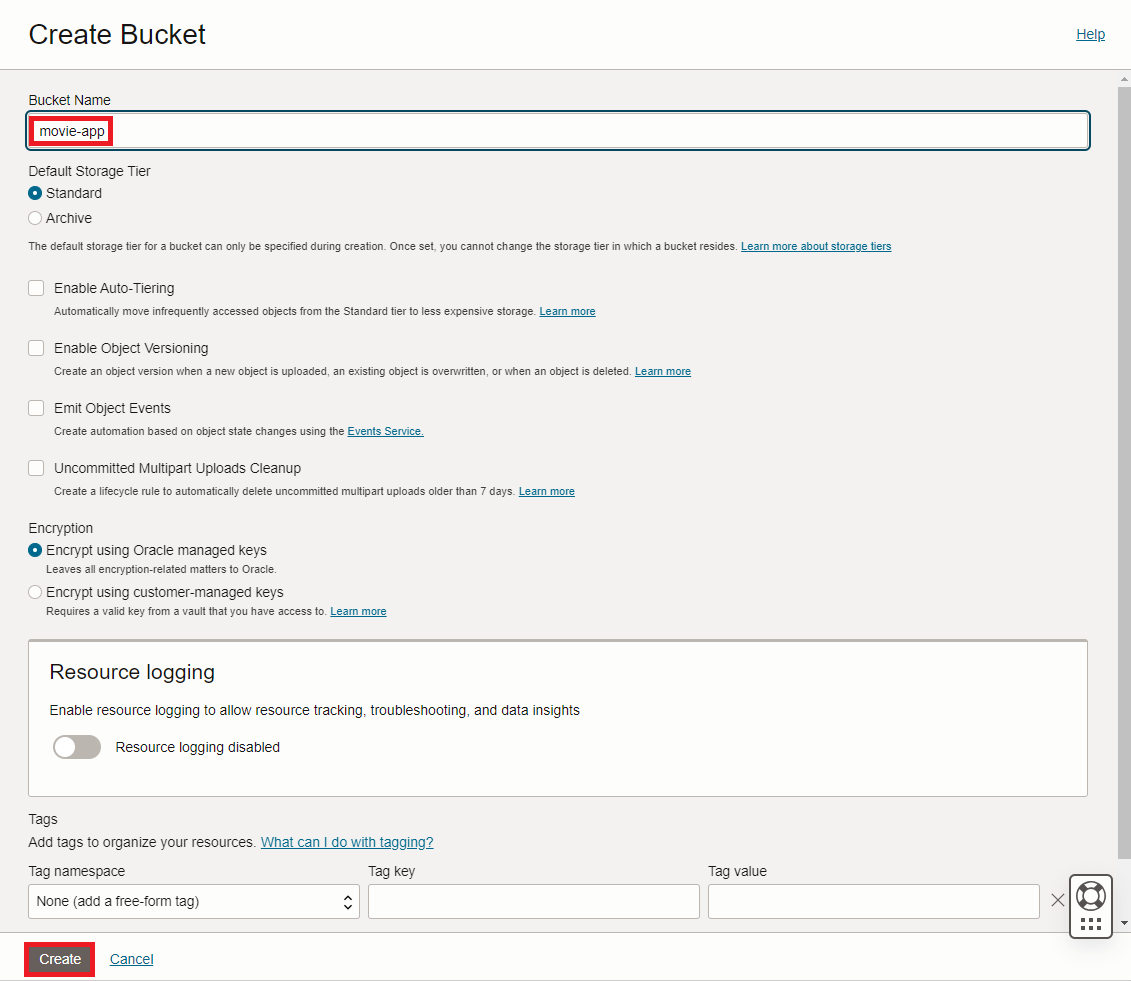 Create Bucket
Help
Bucket Name
movie-app
Default Storage Tier
Standard
Archive
The default storage tier for a bucket can only be specified during creation. Once set, you cannot change the storage tier in which a bucket resides. Learn more about storage tiers
Enable Auto-Tiering
Automatically move infrequently accessed objects from the Standard tier to less expensive storage. Learn more
Enable Object Versioning
Create an object version when a new object is uploaded, an existing object is overwritten, or when an object is deleted. Learn more
Emit Object Events
Create automation based on object state changes using the Events Service.
Uncommitted Multipart Uploads Cleanup
Create a lifecycle rule to automatically delete uncommitted multipart uploads older than 7 days. Learn more
Encryption
Encrypt using Oracle managed keys
Leaves all encryption-related matters to Oracle.
Encrypt using customer-managed keys
Requires a valid key from a vault that you have access to. Learn more
Resource logging
Enable resource logging to allow resource tracking, troubleshooting, and data insights
Resource logging disabled
Tags
Add tags to organize your resources. What can I do with tagging?
Tag namespace Tag key Tag value
None (add a free-form tag)
Create Cancel